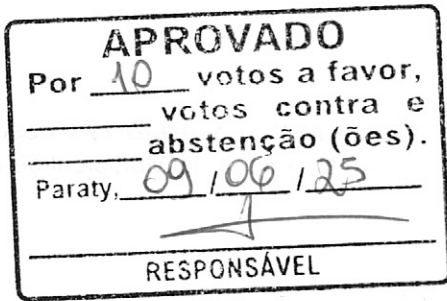 APROVADO
Por 10 votos a favor,
votos contra e
abstenção (ões).
Paraty, 09/06/25
RESPONSÁVEL